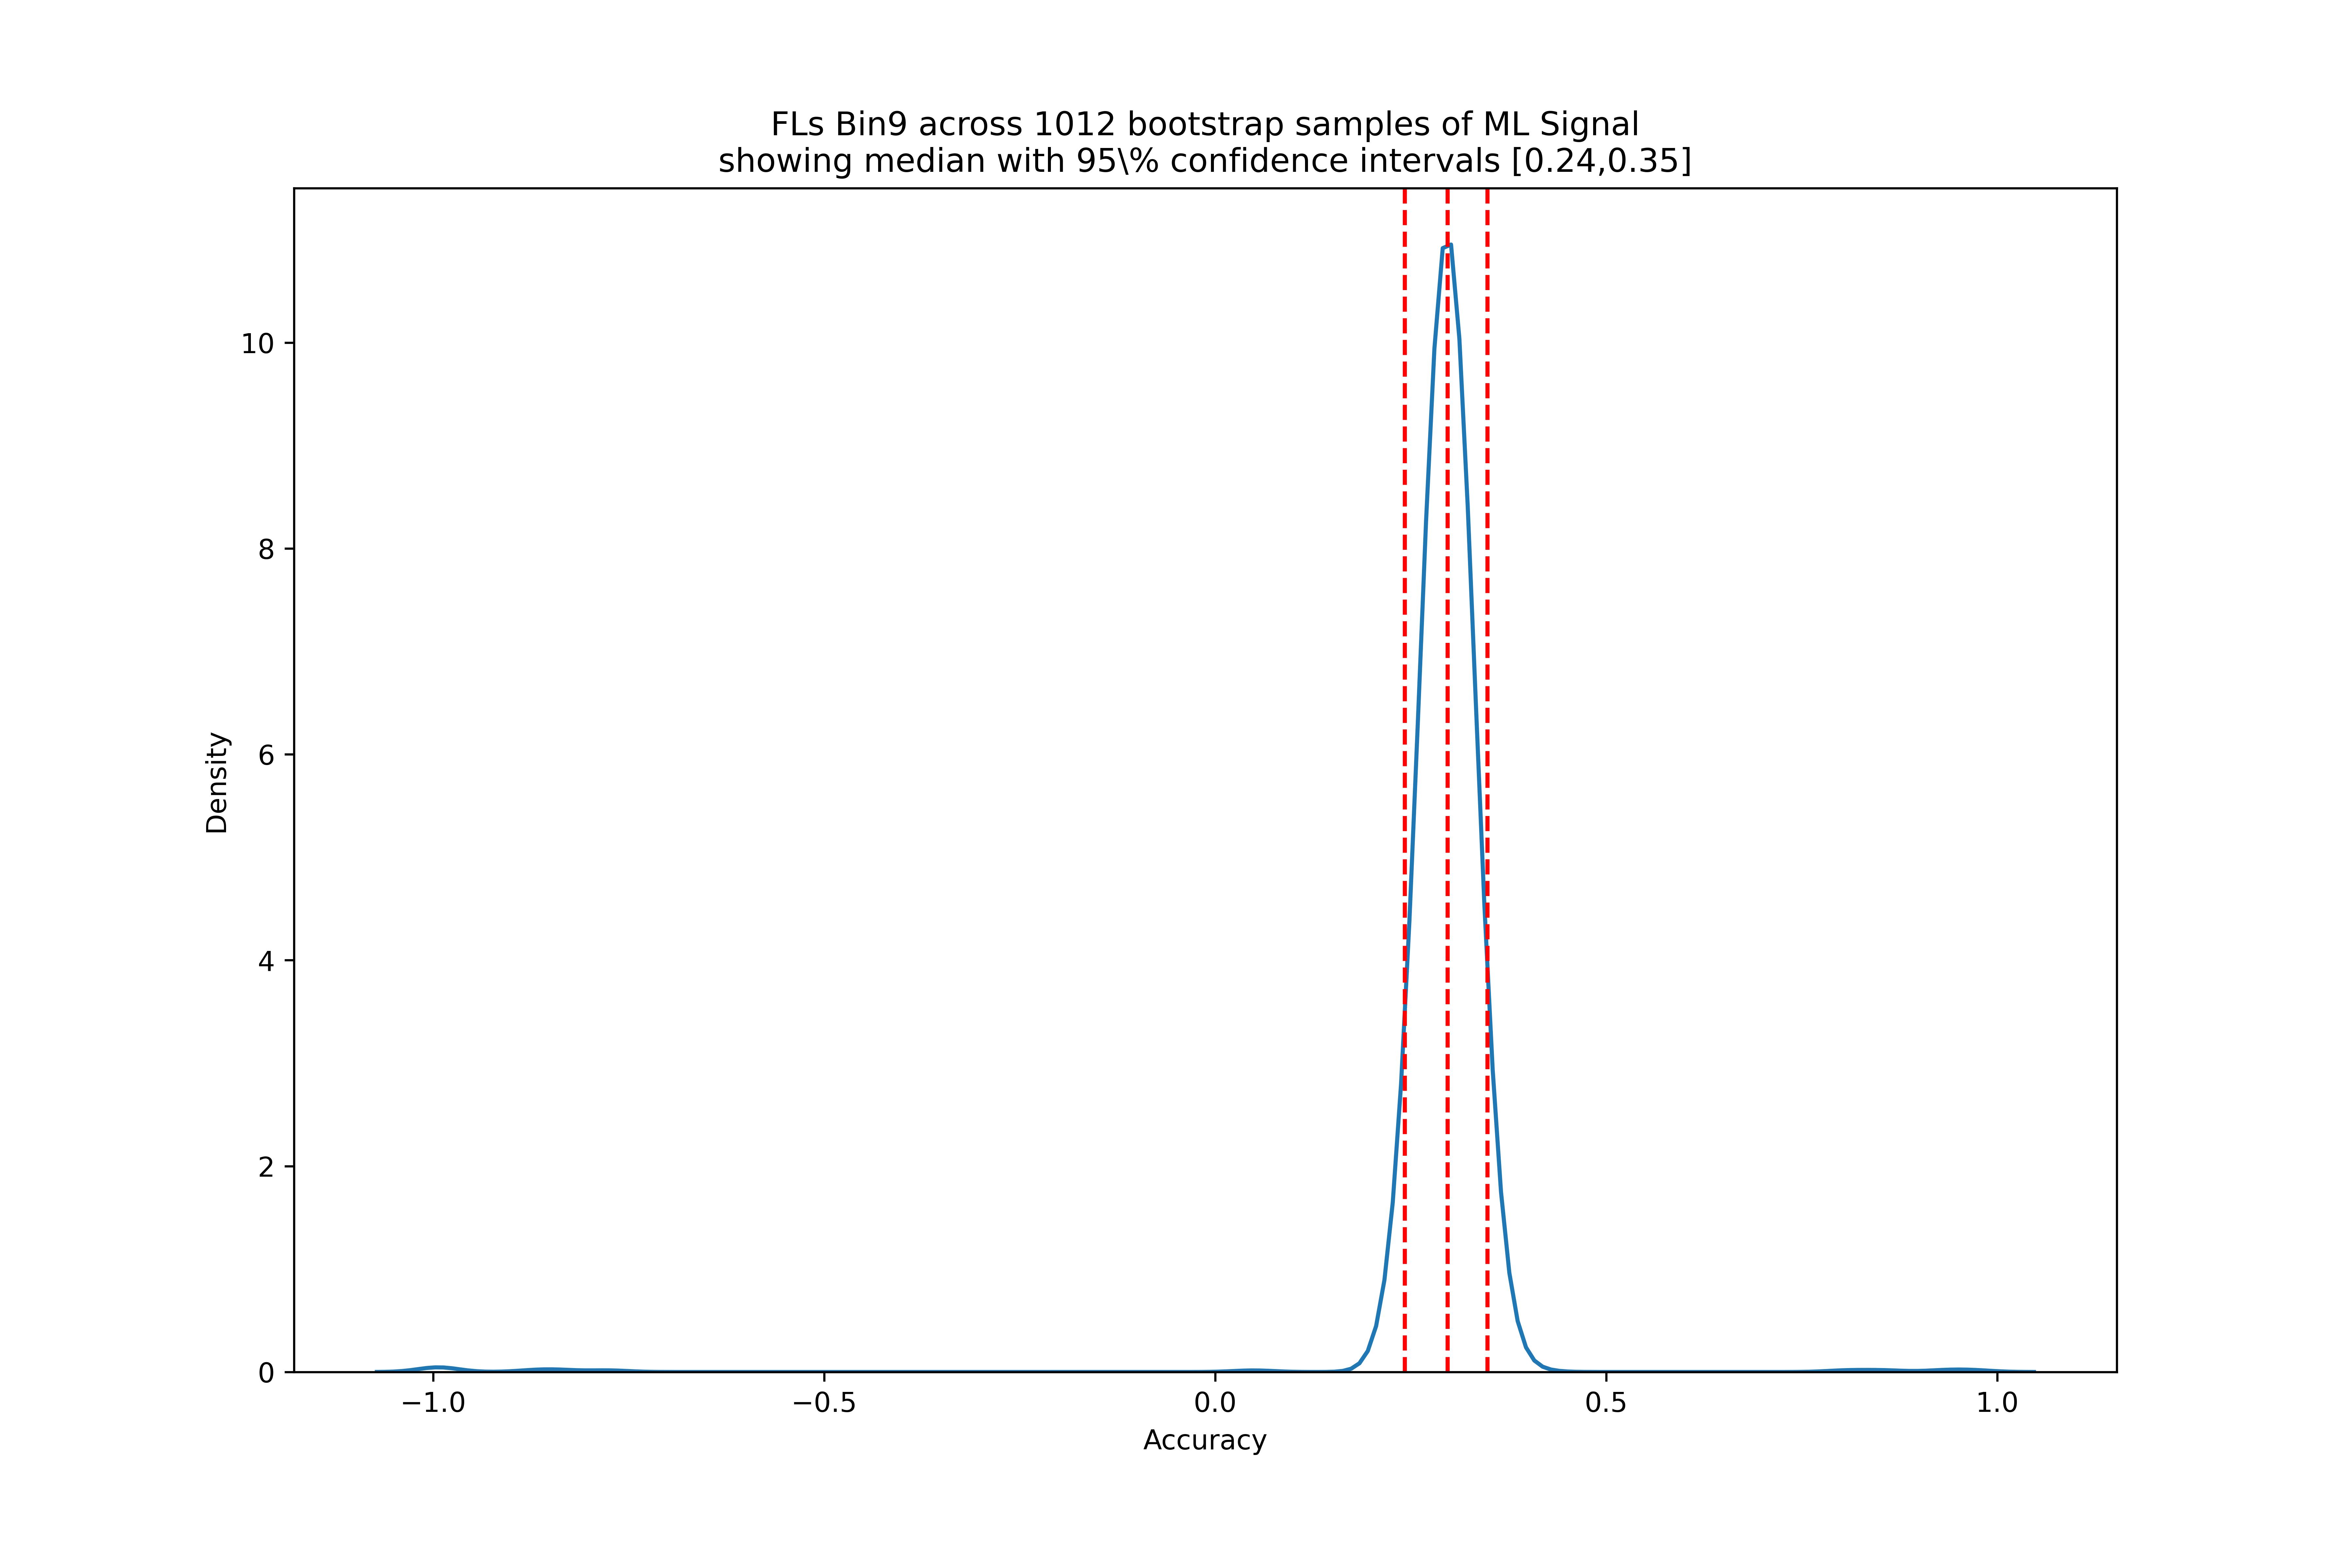 FLs Bin9 across 1012 bootstrap samples of ML Signal
showing median with 95\% confidence intervals [0.24,0.35]
10
8
6
4
2
0
Density
−1.0
−0.5
0.0
0.5
1.0
Accuracy